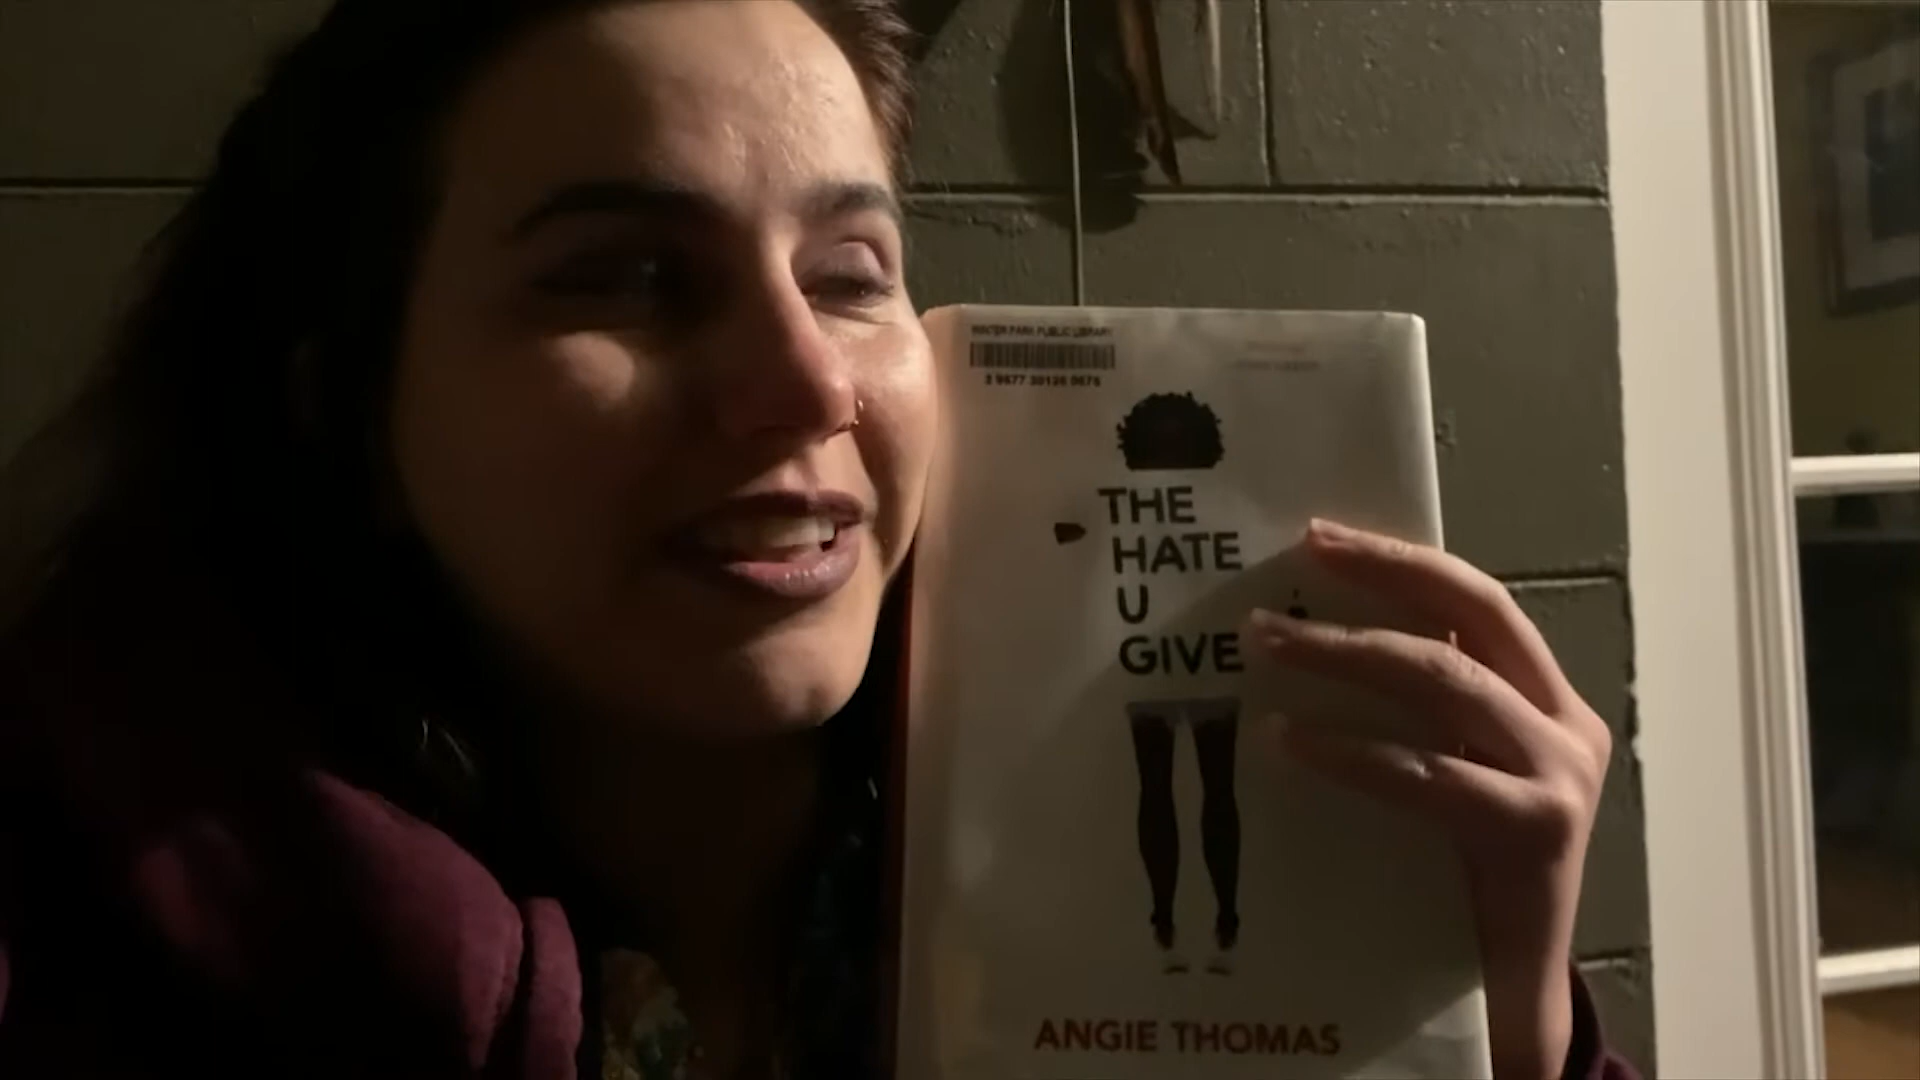 WINTER PARK PUBLIC LIBRARY
THE
HATE
U
GIVE
ANGIE THOMAS